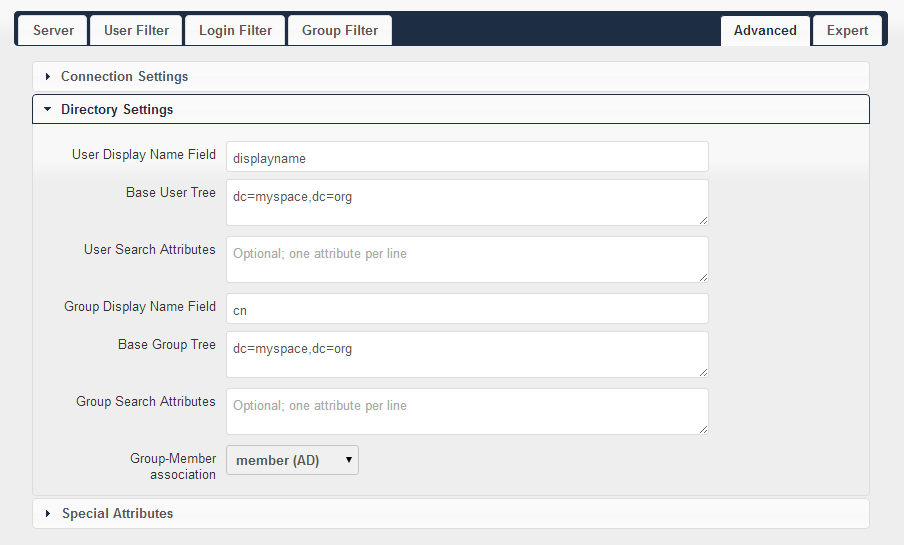 Server User Filter Login Filter Group Filter Advanced Expert
Connection Settings
Directory Settings
User Display Name Field displayname
Base User Tree dc=myspace,dc=org
User Search Attributes Optional; one attribute per line
Group Display Name Field cn
Base Group Tree dc=myspace,dc=org
Group Search Attributes Optional; one attribute per line
Group-Member member (AD)
association
Special Attributes